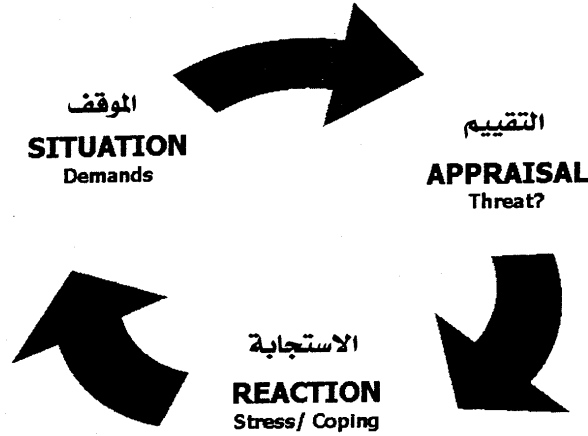 الموقف
SITUATION
Demands
التقييم
APPRAISAL
Threat?
الاستجابة
REACTION
Stress/ Coping